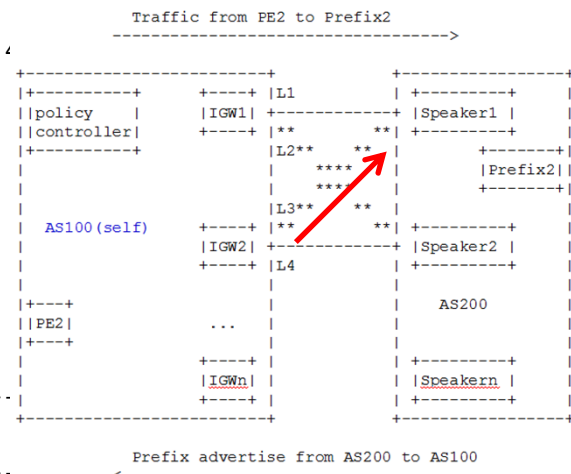 Traffic from PE2 to Prefix2
---------------------------------->
+-------------------------+            +-----------------+
|+----------+      +----+ |L1          | +---------+
||policy    |      |IGW1| +------------+ |Speaker1 |
||controller|      +----+ |**        **| +---------+
|+----------+             |L2**    **  |        +-------+|
|                         |    ****    |        |Prefix2||
|                         |    ****    |        +-------+|
|                         |L3**    **  |
|  AS100(self)     +----+ |**        **| +---------+
|                  |IGW2| +------------+ |Speaker2 |
|                  +----+ |L4          | +---------+
|                         |            |                 |
|+---+                    |            |    AS200        |
||PE2|              ...   |            |                 |
|+---+                    |            |                 |
|                  +----+ |            | +---------+     |
|                  |IGWn| |            | |Speakern |     |
|                  +----+ |            | +---------+     |
+-------------------------+            +-----------------+
Prefix advertise from AS200 to AS100